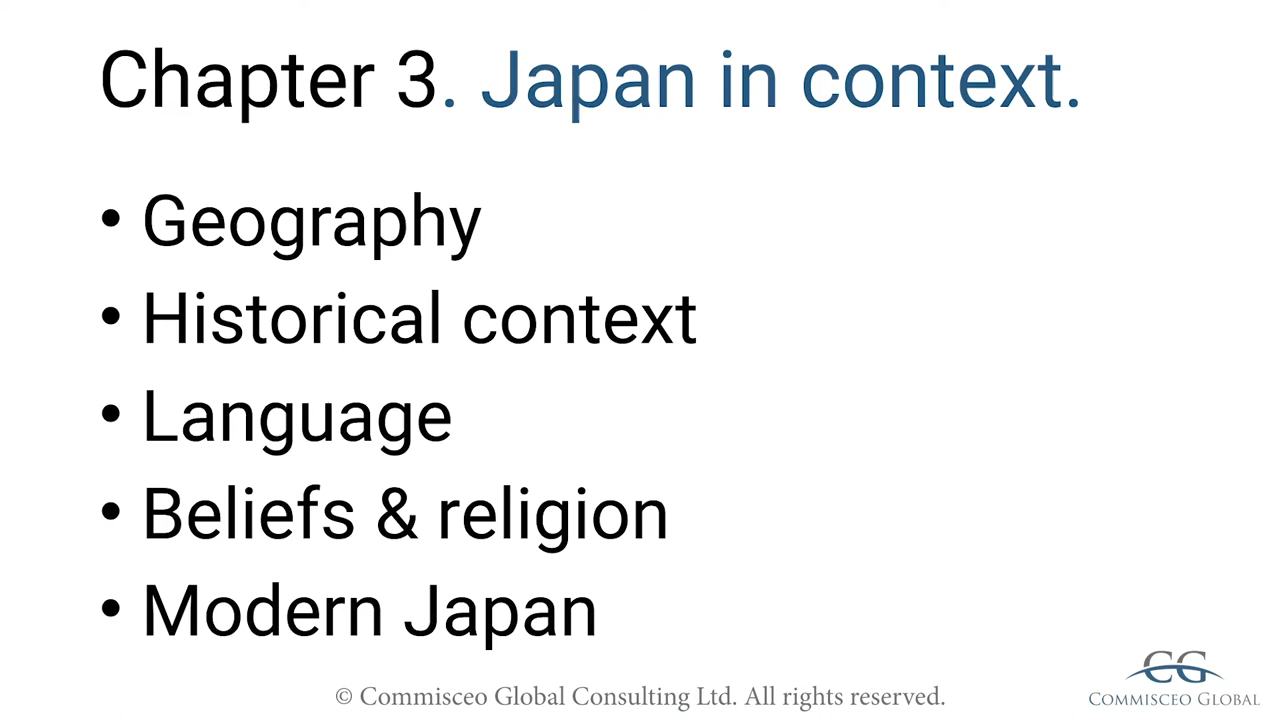 Chapter 3. Japan in context.
• Geography
• Historical context
• Language
• Beliefs & religion
• Modern Japan
© Commisceo Global Consulting Ltd. All rights reserved.
CG
COMMISCEO GLOBAL